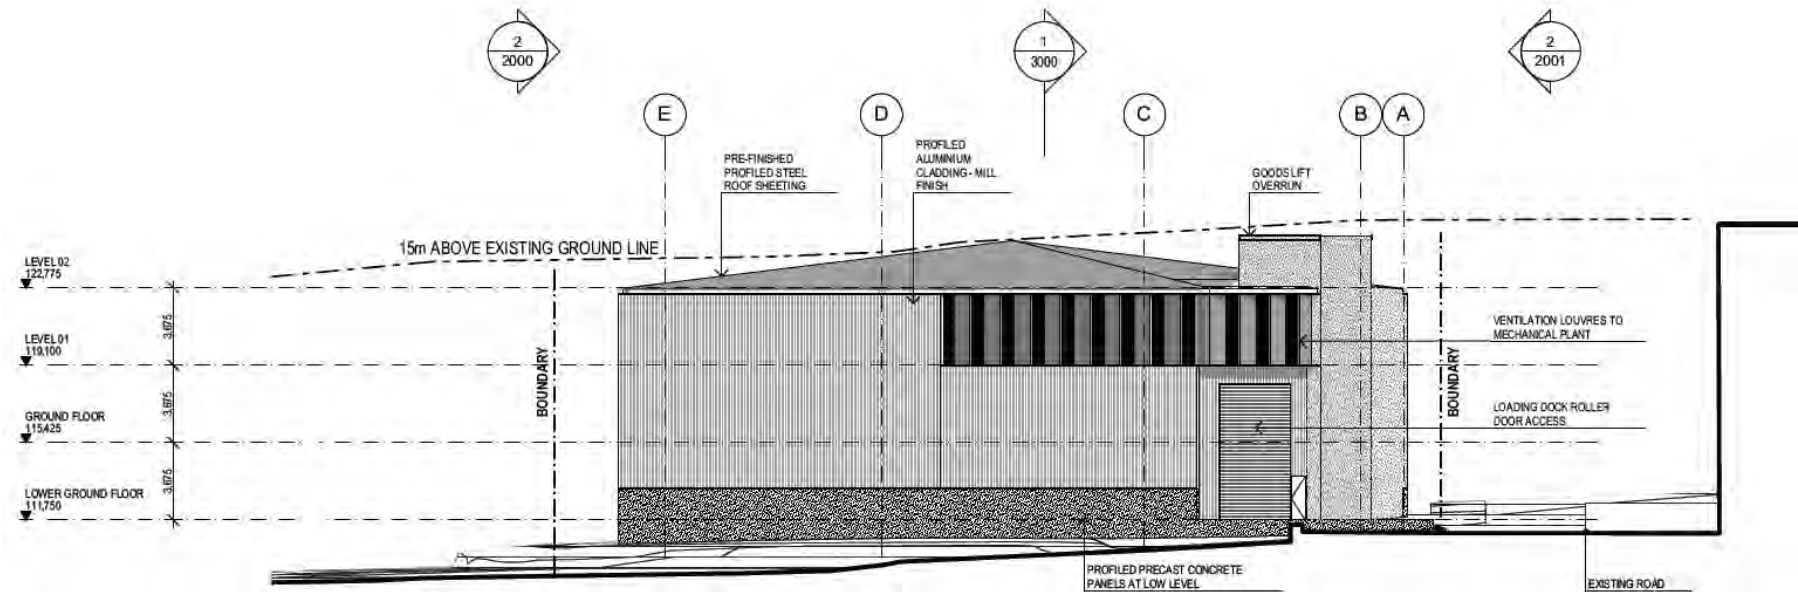 2
2000
1
3000
2
2001
E
D
C
B
A
PRE-FINISHED
PROFILED STEEL
ROOF SHEETING
PROFILED
ALUMINIUM
CLADDING - MILL
FINISH
GOODS LIFT
OVERRUN
15m ABOVE EXISTING GROUND LINE
LEVEL 02
122,775
3,675
LEVEL 01
119,100
3,675
GROUND FLOOR
115,425
3,675
LOWER GROUND FLOOR
111,750
BOUNDARY
BOUNDARY
VENTILATION LOUVRES TO
MECHANICAL PLANT
LOADING DOCK ROLLER
DOOR ACCESS
PROFILED PRECAST CONCRETE
PANELS AT LOW LEVEL
EXISTING ROAD